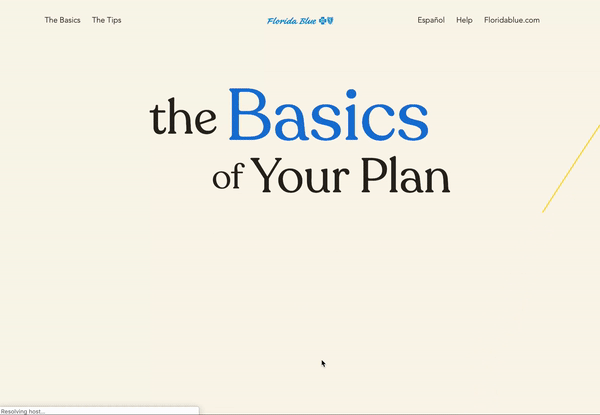 The Basics The Tips Florida Blue Español Help Floridablue.com
the Basics
of Your Plan
Resolving host...